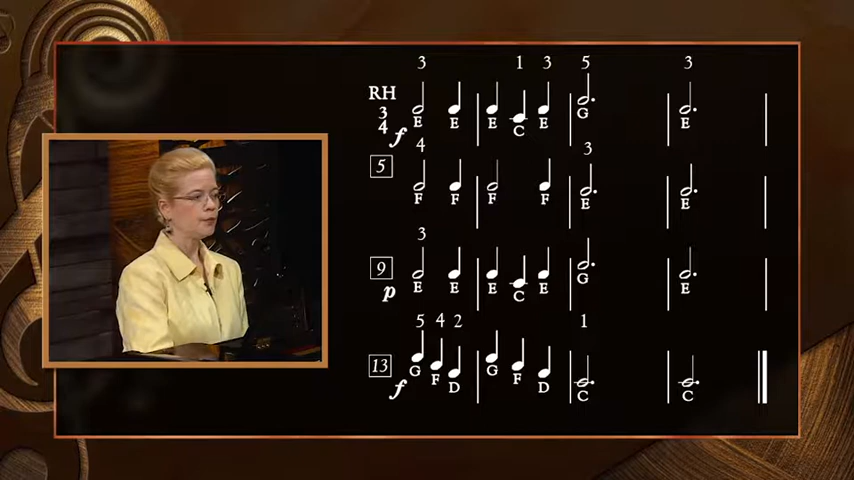 3 1 3 5 3
RH
3
4
f
E E E C E G E
4 3
5
F F F F E E
3
9
p
E E E C E G E
5 4 2 1
13
f
G F D G F D C C